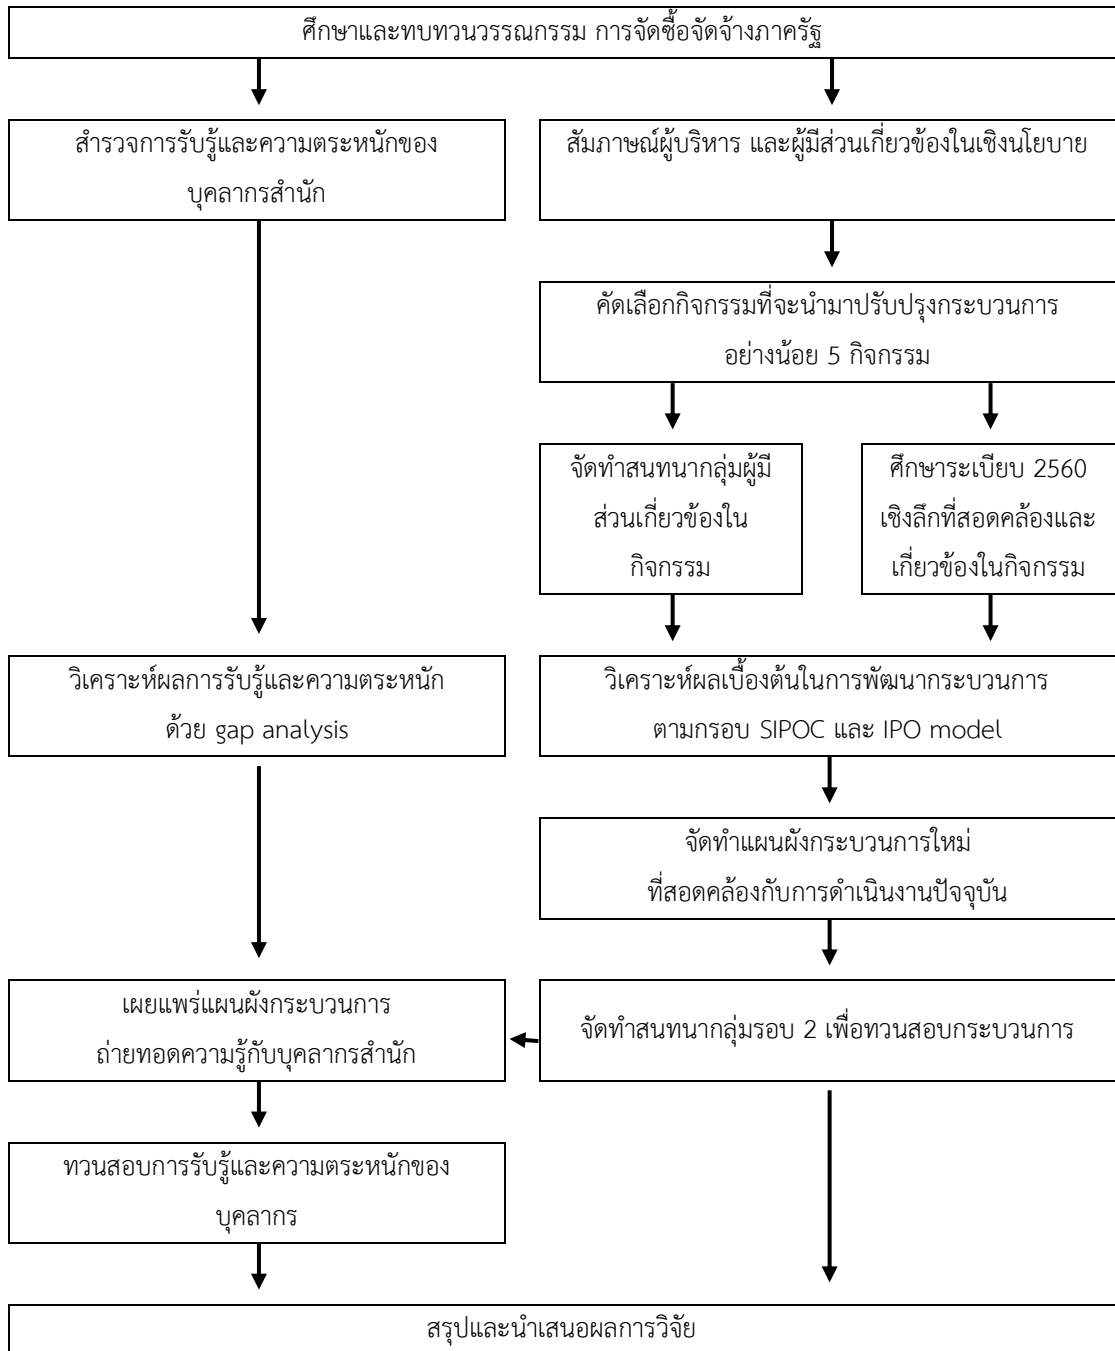 ศึกษาและทบทวนวรรณกรรม การจัดซื้อจัดจ้างภาครัฐ
สำรวจการรับรู้และความตระหนักของ
บุคลากรสำนัก
สัมภาษณ์ผู้บริหาร และผู้มีส่วนเกี่ยวข้องในเชิงนโยบาย
คัดเลือกกิจกรรมที่จะนำมาปรับปรุงกระบวนการ
อย่างน้อย 5 กิจกรรม
จัดทำสนทนากลุ่มผู้มี
ส่วนเกี่ยวข้องใน
กิจกรรม
ศึกษาระเบียบ 2560
เชิงลึกที่สอดคล้องและ
เกี่ยวข้องในกิจกรรม
วิเคราะห์ผลการรับรู้และความตระหนัก
ด้วย gap analysis
วิเคราะห์ผลเบื้องต้นในการพัฒนากระบวนการ
ตามกรอบ SIPOC และ IPO model
จัดทำแผนผังกระบวนการใหม่
ที่สอดคล้องกับการดำเนินงานปัจจุบัน
เผยแพร่แผนผังกระบวนการ
ถ่ายทอดความรู้กับบุคลากรสำนัก
จัดทำสนทนากลุ่มรอบ 2 เพื่อทวนสอบกระบวนการ
ทวนสอบการรับรู้และความตระหนักของ
บุคลากร
สรุปและนำเสนอผลการวิจัย